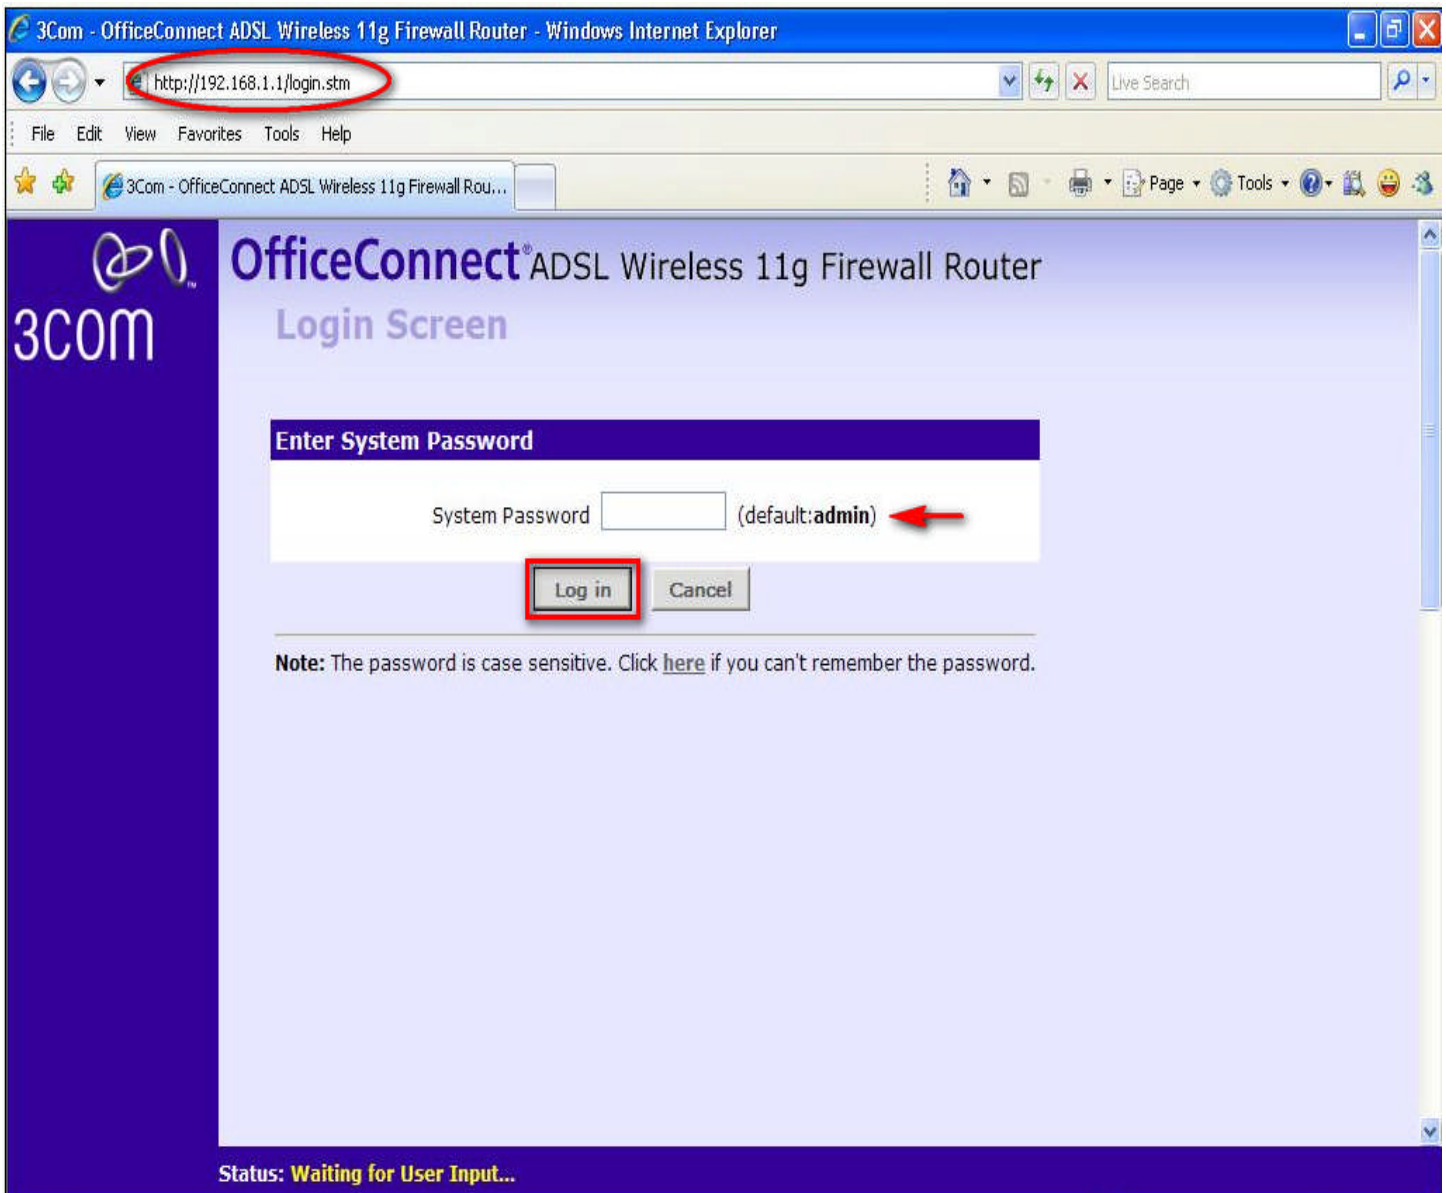 3Com - OfficeConnect ADSL Wireless 11g Firewall Router - Windows Internet Explorer
http://192.168.1.1/login.stm
Live Search
File Edit View Favorites Tools Help
3Com - OfficeConnect ADSL Wireless 11g Firewall Rou...
Page Tools
3COM
OfficeConnect® ADSL Wireless 11g Firewall Router
Login Screen
Enter System Password
System Password (default:admin)
Log in Cancel
Note: The password is case sensitive. Click here if you can't remember the password.
Status: Waiting for User Input...